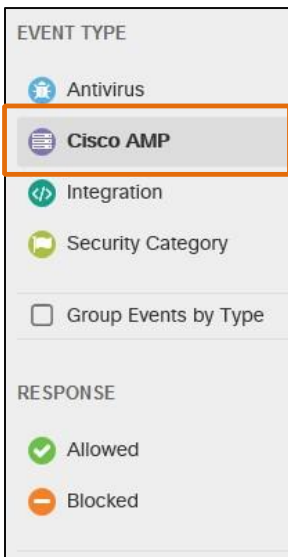 EVENT TYPE
Antivirus
Cisco AMP
Integration
Security Category
Group Events by Type
RESPONSE
Allowed
Blocked